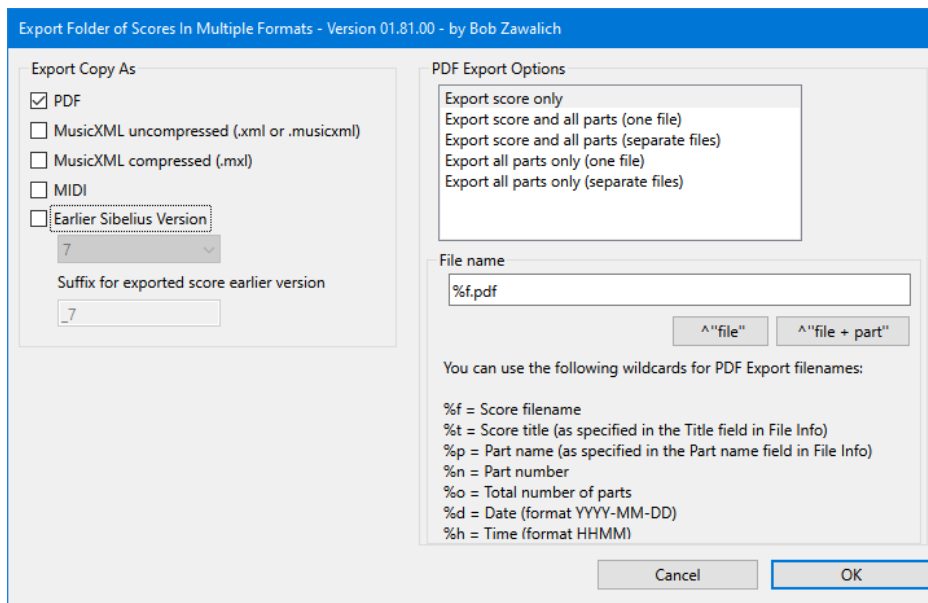 Export Folder of Scores In Multiple Formats - Version 01.81.00 - by Bob Zawalich
Export Copy As
PDF
MusicXML uncompressed (.xml or .musicxml)
MusicXML compressed (.mxl)
MIDI
Earlier Sibelius Version
7
Suffix for exported score earlier version
_7
PDF Export Options
Export score only
Export score and all parts (one file)
Export score and all parts (separate files)
Export all parts only (one file)
Export all parts only (separate files)
File name
%f.pdf
^"file"
^"file + part"
You can use the following wildcards for PDF Export filenames:
%f = Score filename
%t = Score title (as specified in the Title field in File Info)
%p = Part name (as specified in the Part name field in File Info)
%n = Part number
%o = Total number of parts
%d = Date (format YYYY-MM-DD)
%h = Time (format HHMM)
Cancel
OK